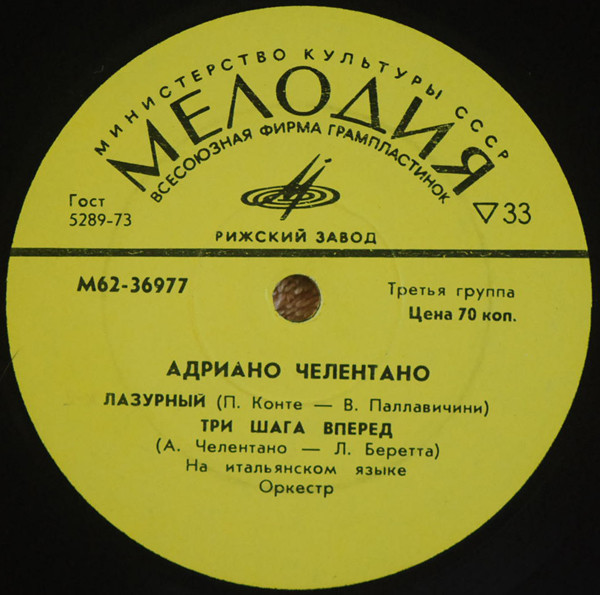 МИНИСТЕРСТВО КУЛЬТУРЫ СССР
МЕЛОДИЯ
ВСЕСОЮЗНАЯ ФИРМА ГРАМПЛАСТИНОК
Гост
5289-73
▽33
РИЖСКИЙ ЗАВОД
М62-36977
Третья группа
Цена 70 коп.
АДРИАНО ЧЕЛЕНТАНО
ЛАЗУРНЫЙ (П. Конте — В. Паллавичини)
ТРИ ШАГА ВПЕРЕД
(А. Челентано — Л. Беретта)
На итальянском языке
Оркестр